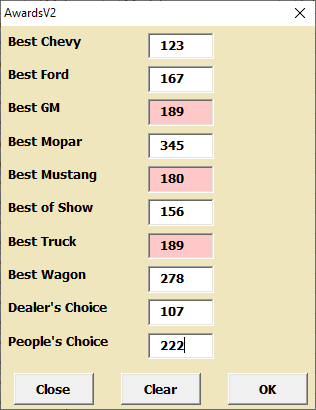 AwardsV2
Best Chevy 123
Best Ford 167
Best GM 189
Best Mopar 345
Best Mustang 180
Best of Show 156
Best Truck 189
Best Wagon 278
Dealer's Choice 107
People's Choice 222
Close Clear OK